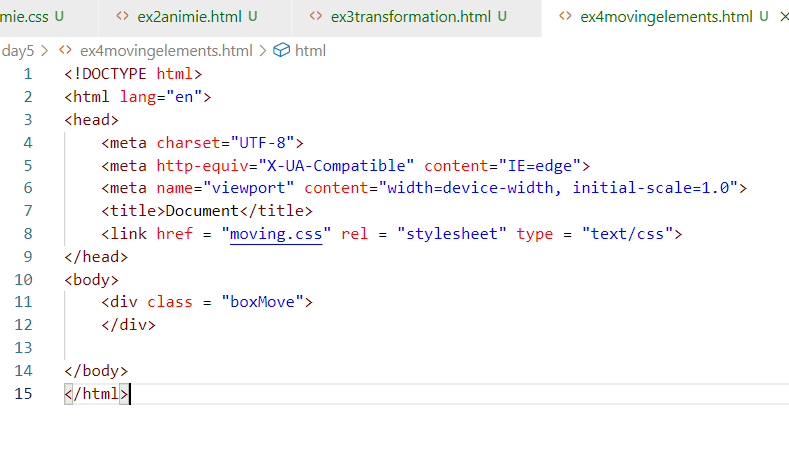 mie.css U <> ex2animie.html U <> ex3transformation.html U <> ex4movingelements.html U ×
day5 > <> ex4movingelements.html > html
1 <!DOCTYPE html>
2 <html lang="en">
3 <head>
4     <meta charset="UTF-8">
5     <meta http-equiv="X-UA-Compatible" content="IE=edge">
6     <meta name="viewport" content="width=device-width, initial-scale=1.0">
7     <title>Document</title>
8     <link href = "moving.css" rel = "stylesheet" type = "text/css">
9 </head>
10 <body>
11     <div class = "boxMove">
12     </div>
13
14 </body>
15 </html>